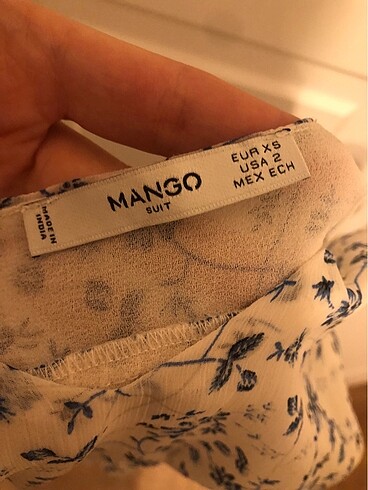 MANGO
SUIT
EUR XS
USA 2
MEX ECH
MADE IN
INDIA